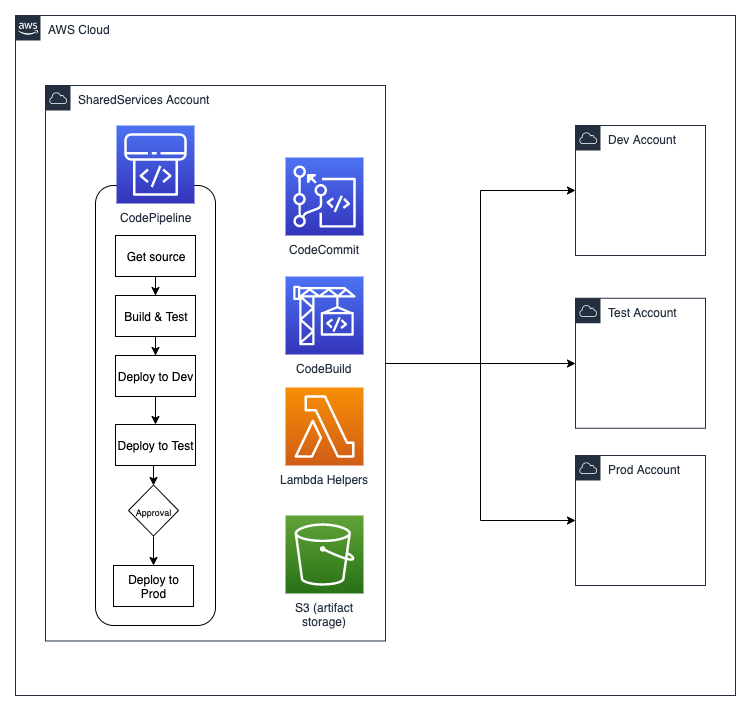 aws
AWS Cloud
SharedServices Account
CodePipeline
Get source
Build & Test
Deploy to Dev
Deploy to Test
Approval
Deploy to
Prod
CodeCommit
CodeBuild
Lambda Helpers
S3 (artifact
storage)
Dev Account
Test Account
Prod Account